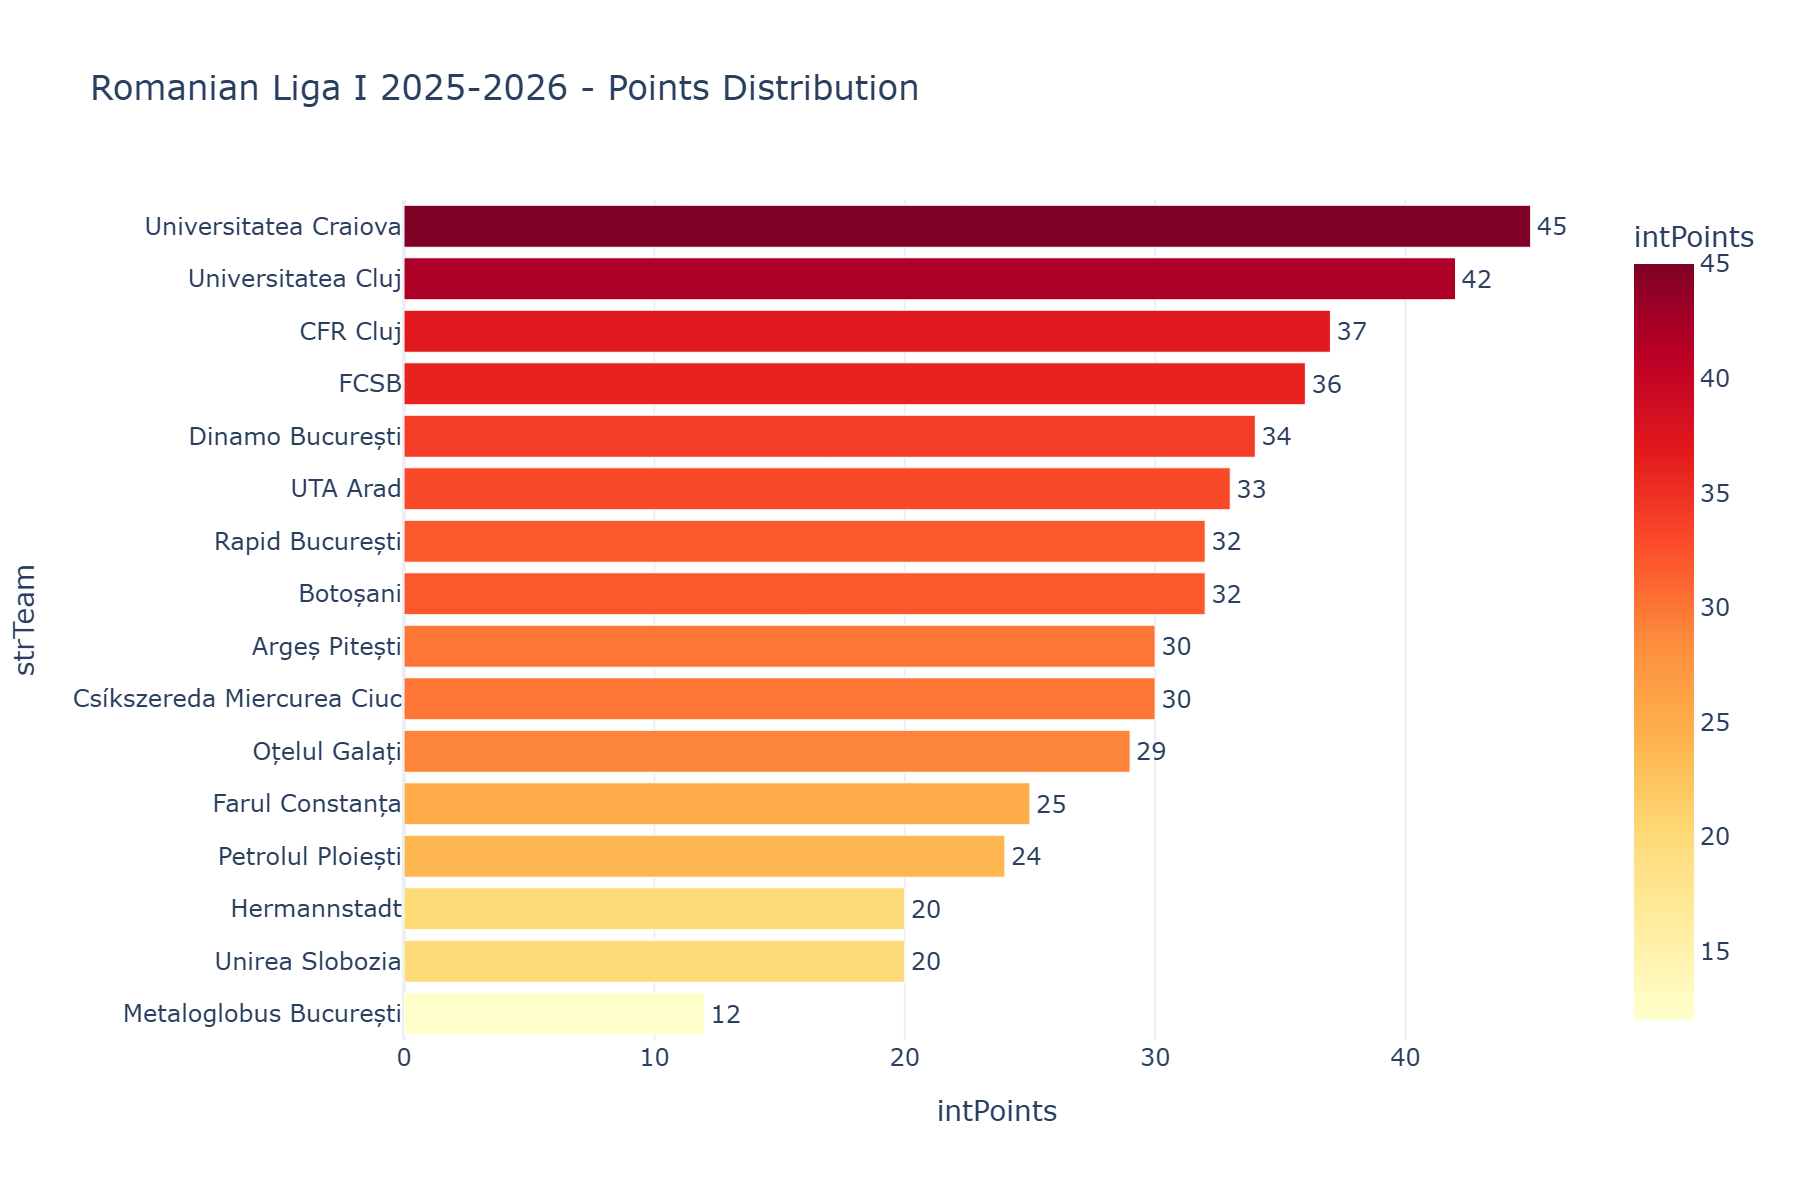 Romanian Liga I 2025-2026 - Points Distribution
Universitatea Craiova 45
Universitatea Cluj 42
CFR Cluj 37
FCSB 36
Dinamo București 34
UTA Arad 33
Rapid București 32
Botoșani 32
Argeș Pitești 30
Csíkszereda Miercurea Ciuc 30
Oțelul Galați 29
Farul Constanța 25
Petrolul Ploiești 24
Hermannstadt 20
Unirea Slobozia 20
Metaloglobus București 12
0 10 20 30 40
intPoints
strTeam
intPoints
45
40
35
30
25
20
15